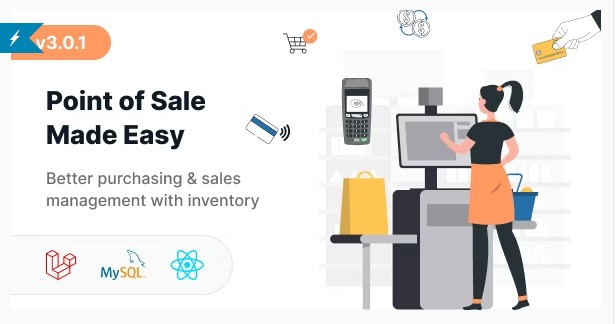 v3.0.1
Point of Sale
Made Easy
Better purchasing & sales
management with inventory
MySQL